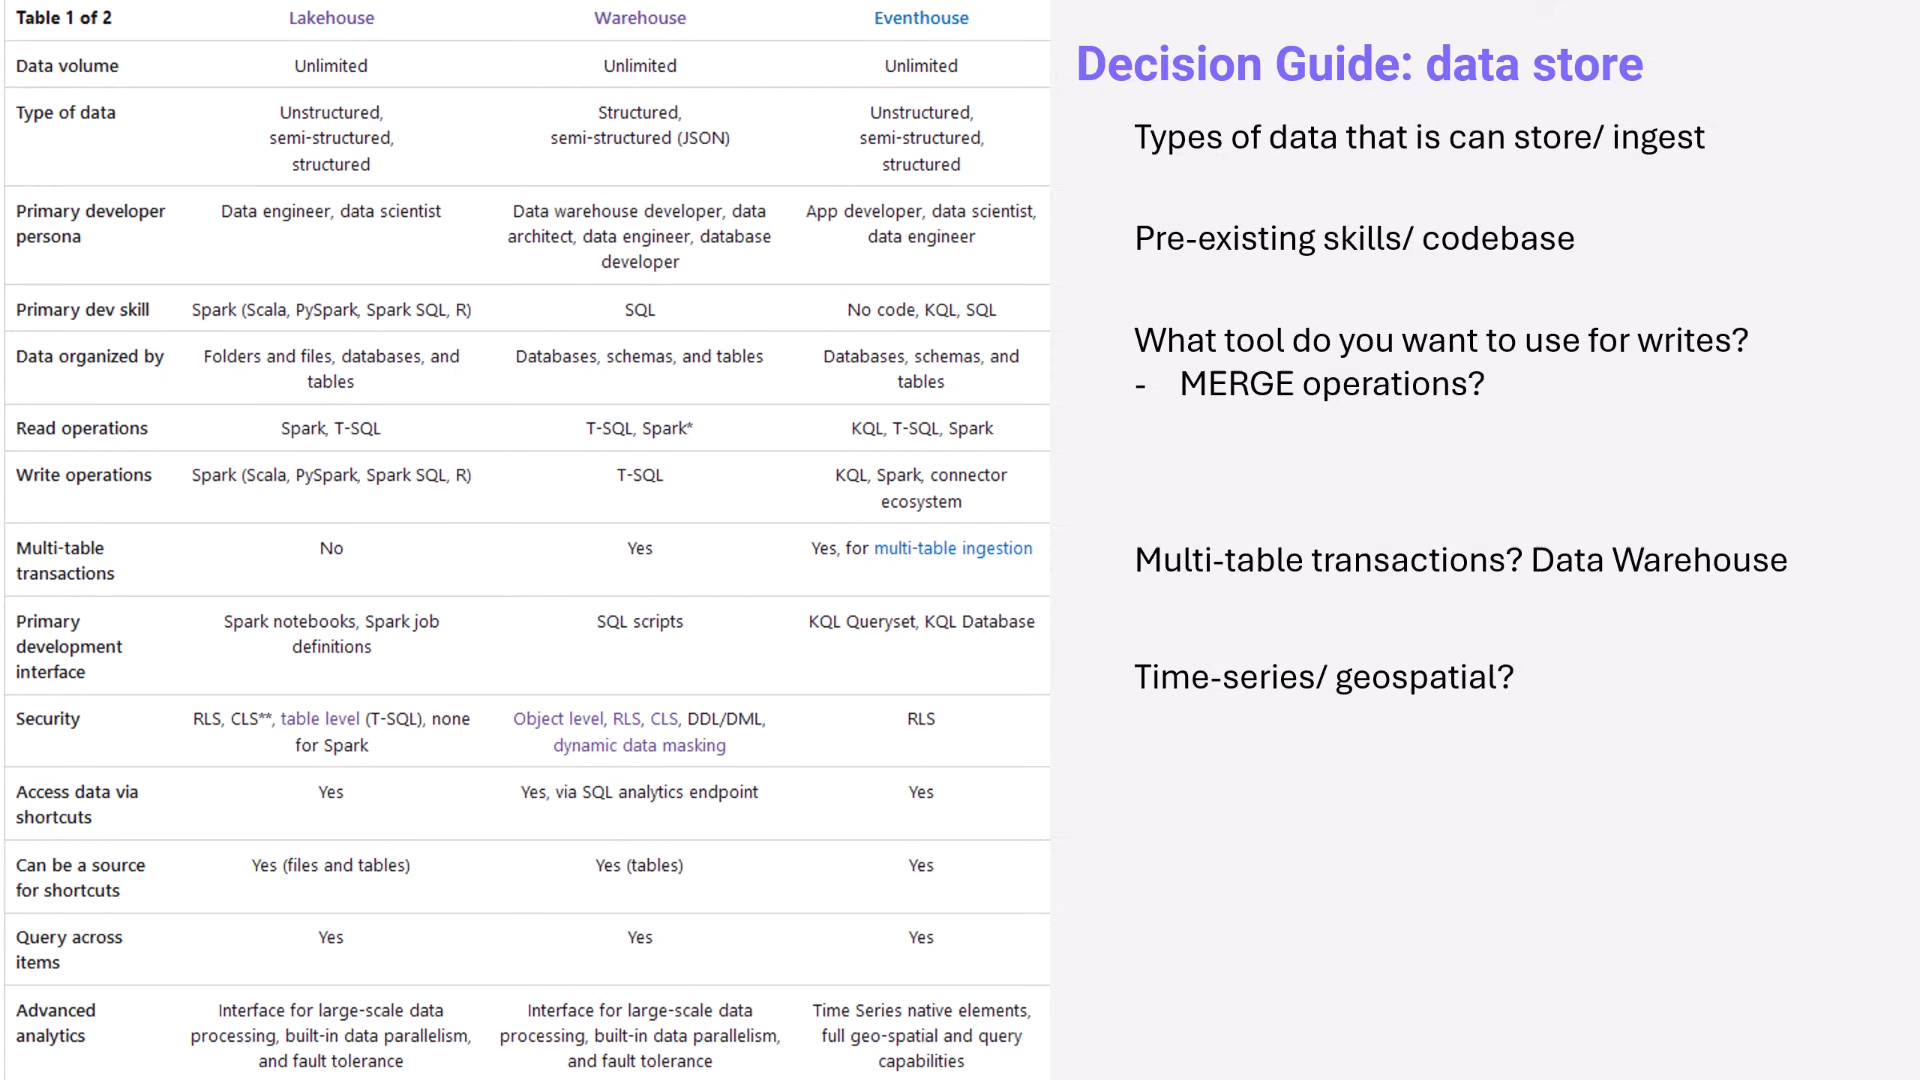 Table 1 of 2 Lakehouse Warehouse Eventhouse
Data volume Unlimited Unlimited Unlimited
Type of data Unstructured, Structured, Unstructured,
semi-structured, semi-structured (JSON) semi-structured,
structured structured
Primary developer Data engineer, data scientist Data warehouse developer, data App developer, data scientist,
persona architect, data engineer, database data engineer
developer
Primary dev skill Spark (Scala, PySpark, Spark SQL, R) SQL No code, KQL, SQL
Data organized by Folders and files, databases, and Databases, schemas, and tables Databases, schemas, and
tables tables
Read operations Spark, T-SQL T-SQL, Spark* KQL, T-SQL, Spark
Write operations Spark (Scala, PySpark, Spark SQL, R) T-SQL KQL, Spark, connector
ecosystem
Multi-table No Yes Yes, for multi-table ingestion
transactions
Primary Spark notebooks, Spark job SQL scripts KQL Queryset, KQL Database
development definitions
interface
Security RLS, CLS**, table level (T-SQL), none Object level, RLS, CLS, DDL/DML, RLS
for Spark dynamic data masking
Access data via Yes Yes, via SQL analytics endpoint Yes
shortcuts
Can be a source Yes (files and tables) Yes (tables) Yes
for shortcuts
Query across Yes Yes Yes
items
Advanced Interface for large-scale data Interface for large-scale data Time Series native elements,
analytics processing, built-in data parallelism, processing, built-in data parallelism, full geo-spatial and query
and fault tolerance and fault tolerance capabilities
Decision Guide: data store
Types of data that is can store/ ingest
Pre-existing skills/ codebase
What tool do you want to use for writes?
- MERGE operations?
Multi-table transactions? Data Warehouse
Time-series/ geospatial?